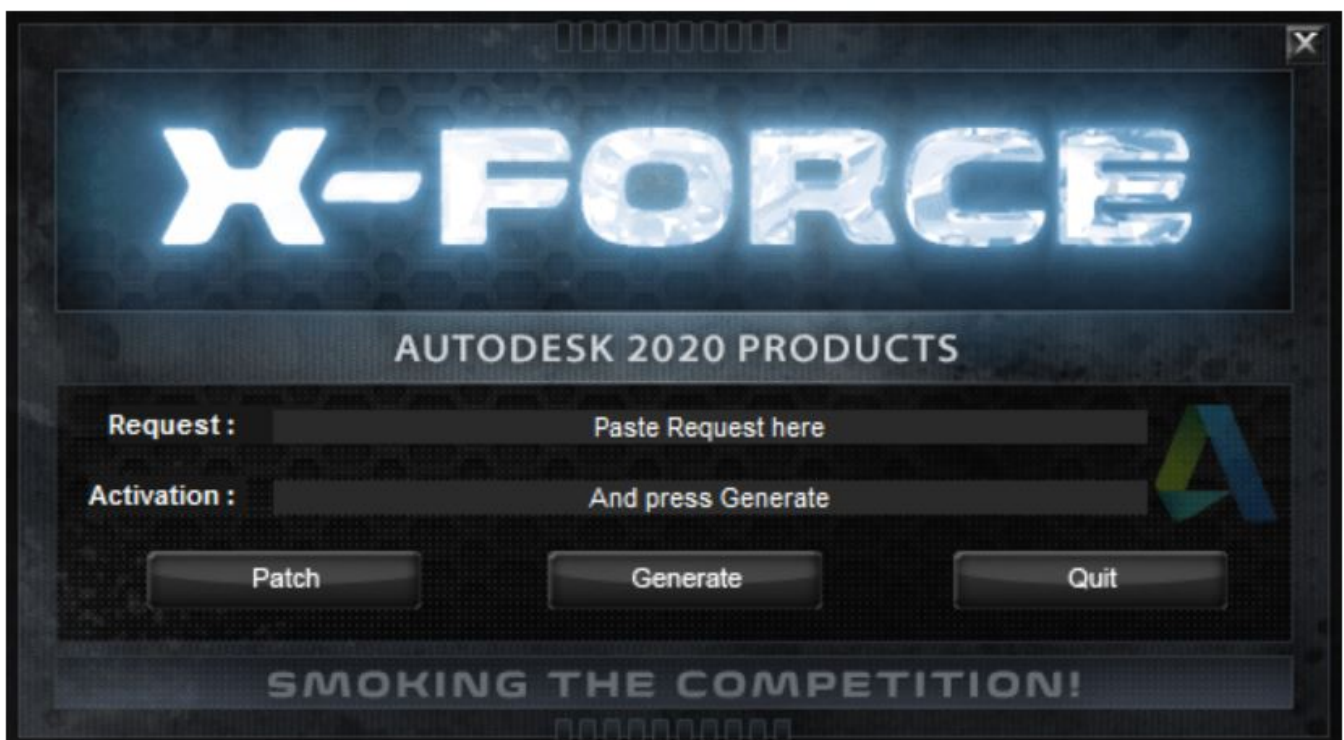 X
X-FORCE
AUTODESK 2020 PRODUCTS
Request : Paste Request here
Activation : And press Generate
Patch Generate Quit
SMOKING THE COMPETITION!